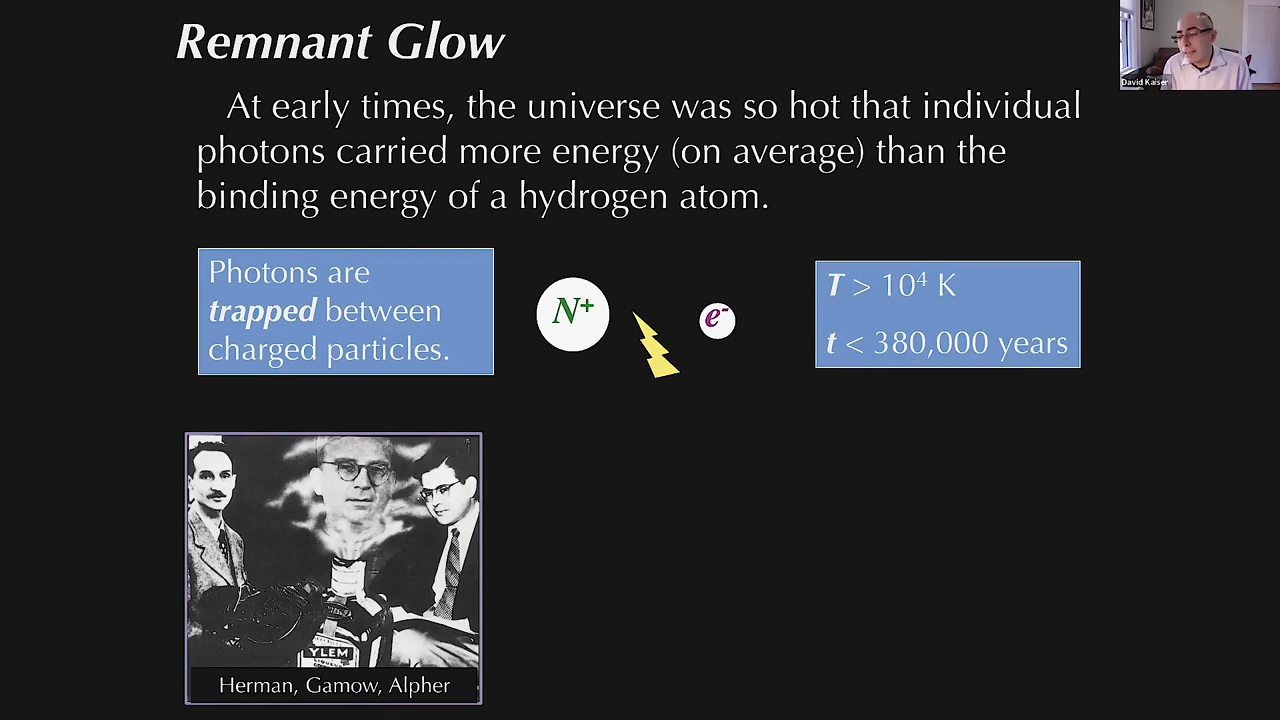 Remnant Glow
David Kaiser
At early times, the universe was so hot that individual
photons carried more energy (on average) than the
binding energy of a hydrogen atom.
Photons are
trapped between
charged particles.
N+
e-
T > 10⁴ K
t < 380,000 years
YLEM
Herman, Gamow, Alpher